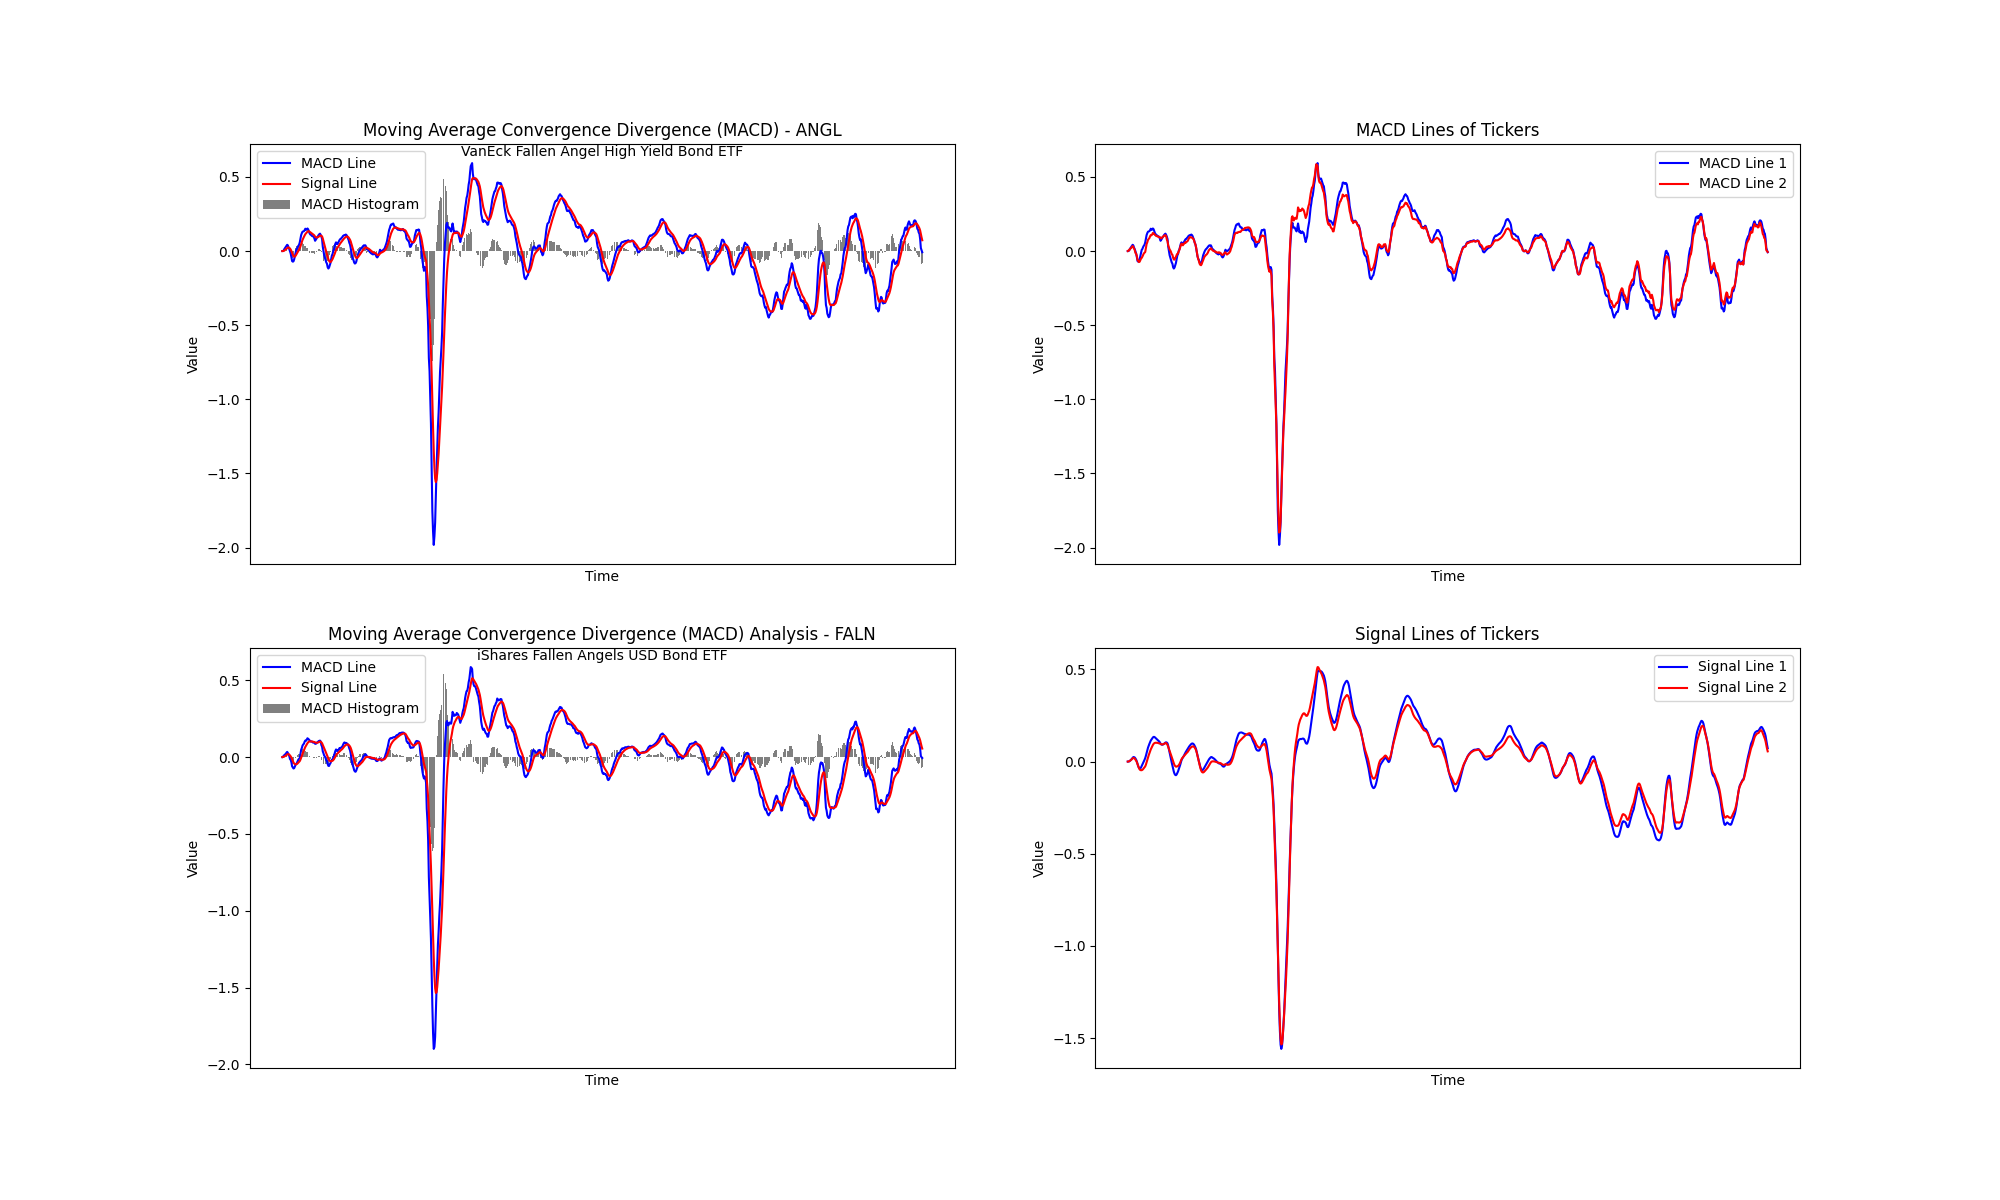 Moving Average Convergence Divergence (MACD) - ANGL
VanEck Fallen Angel High Yield Bond ETF
MACD Line
Signal Line
MACD Histogram
0.5
0.0
−0.5
−1.0
−1.5
−2.0
Value
Time
MACD Lines of Tickers
MACD Line 1
MACD Line 2
0.5
0.0
−0.5
−1.0
−1.5
−2.0
Value
Time
Moving Average Convergence Divergence (MACD) Analysis - FALN
iShares Fallen Angels USD Bond ETF
MACD Line
Signal Line
MACD Histogram
0.5
0.0
−0.5
−1.0
−1.5
−2.0
Value
Time
Signal Lines of Tickers
Signal Line 1
Signal Line 2
0.5
0.0
−0.5
−1.0
−1.5
Value
Time